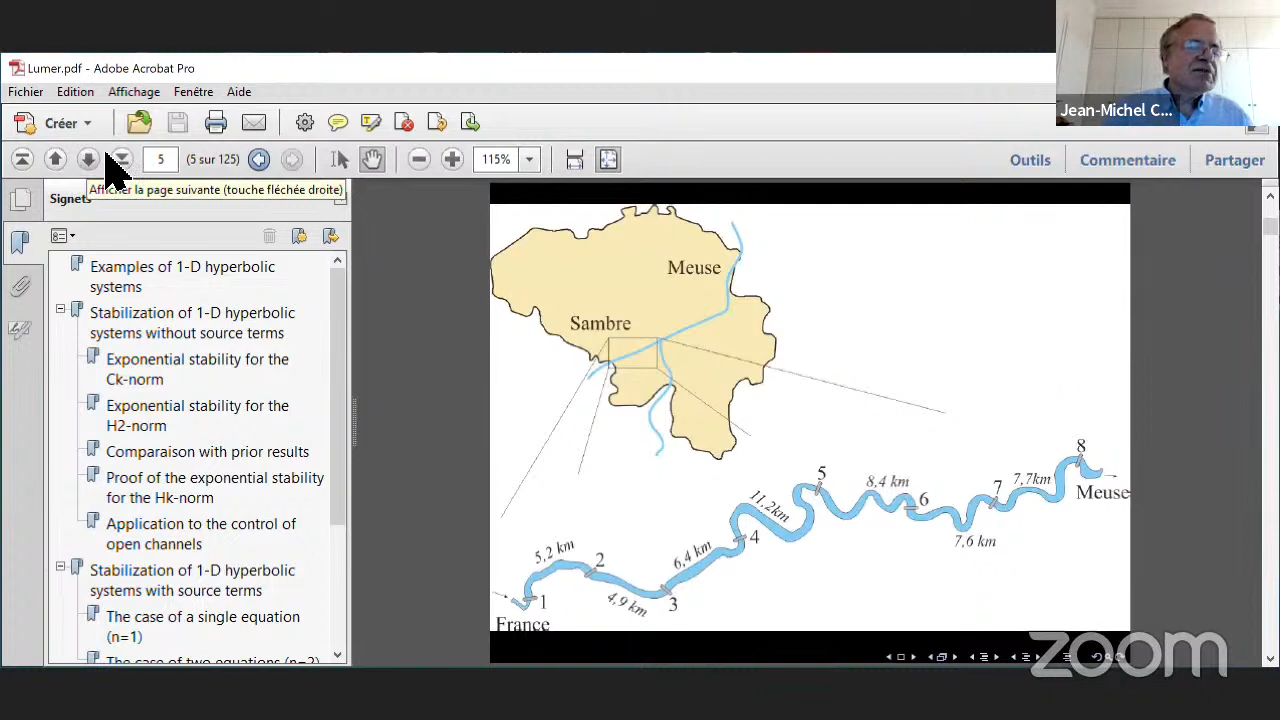 Lumer.pdf - Adobe Acrobat Pro
Fichier Edition Affichage Fenêtre Aide
Créer
5 (5 sur 125) 115% Outils Commentaire Partager
Afficher la page suivante (touche fléchée droite)
Signets
Examples of 1-D hyperbolic
systems
Stabilization of 1-D hyperbolic
systems without source terms
Exponential stability for the
Ck-norm
Exponential stability for the
H2-norm
Comparaison with prior results
Proof of the exponential stability
for the Hk-norm
Application to the control of
open channels
Stabilization of 1-D hyperbolic
systems with source terms
The case of a single equation
(n=1)
The case of two equations (n=2)
Meuse
Sambre
8
5
8,4 km
7
7,7km
Meuse
11,2km
6
4
7,6 km
5,2 km
2
6,4 km
1
4,9 km
3
France
Jean-Michel C...
zoom